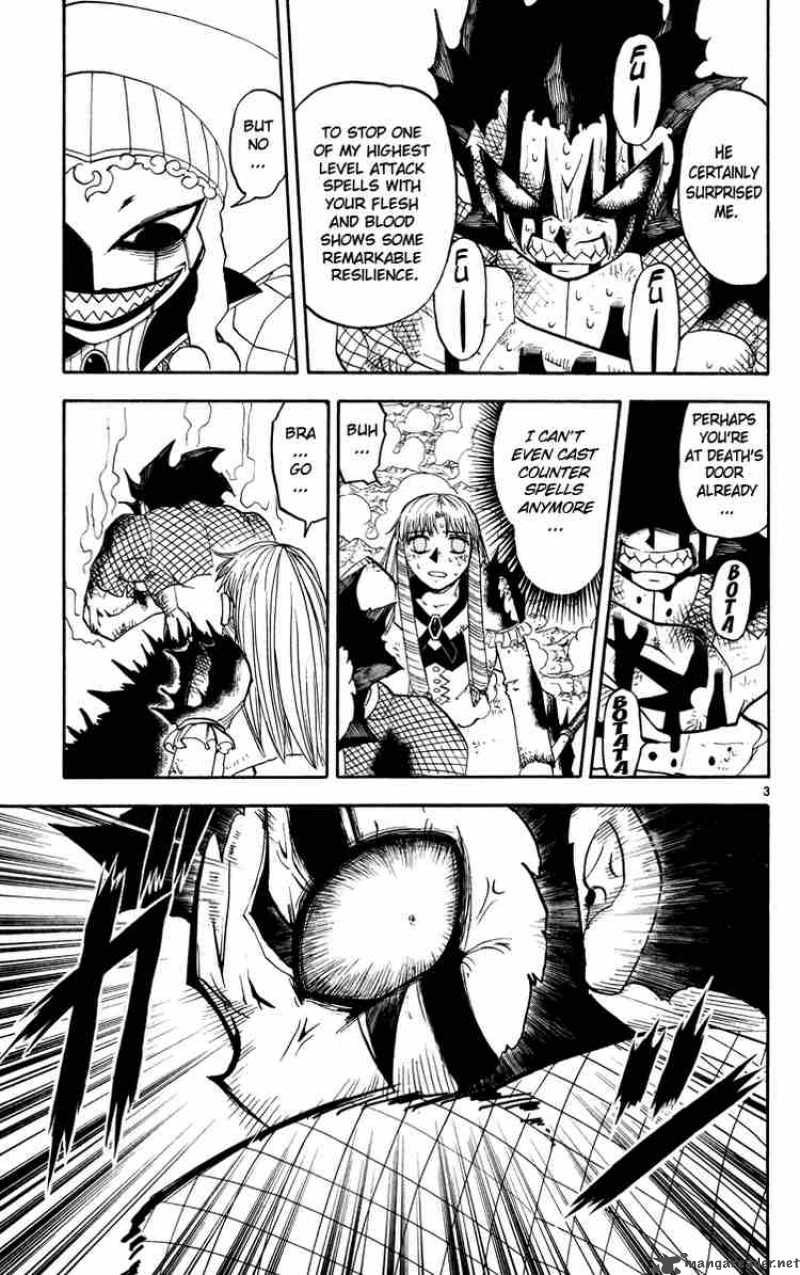 HE
CERTAINLY
SURPRISED
ME.
FU
FU
FU
TO STOP ONE
OF MY HIGHEST
LEVEL ATTACK
SPELLS WITH
YOUR FLESH
AND BLOOD
SHOWS SOME
REMARKABLE
RESILIENCE.
BUT
NO
...
PERHAPS
YOU'RE
AT DEATH'S
DOOR
ALREADY
...
BOTA
BOTATA
I CAN'T
EVEN CAST
COUNTER
SPELLS
ANYMORE
...
BUH
...
BRA
...
GO ...
3
mangareader.net